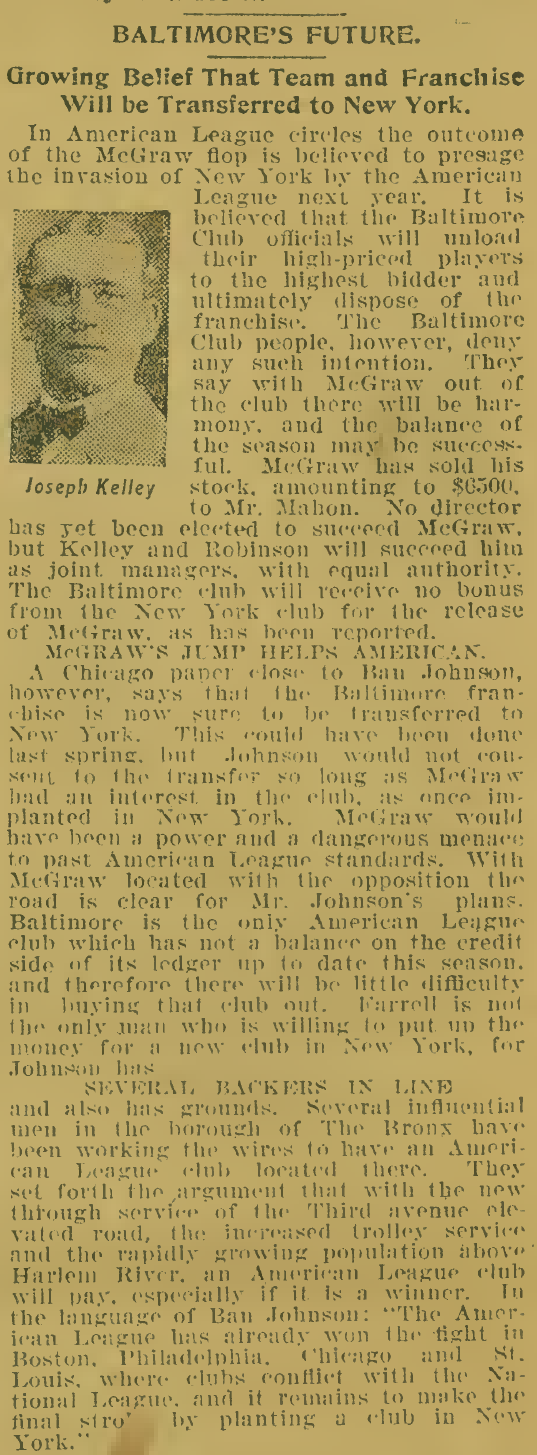 BALTIMORE'S FUTURE.
Growing Belief That Team and Franchise
Will be Transferred to New York.
In American League circles the outcome
of the McGraw flop is believed to presage
the invasion of New York by the American
League next year. It is
believed that the Baltimore
Club officials will unload
their high-priced players
to the highest bidder and
ultimately dispose of the
franchise. The Baltimore
Club people, however, deny
any such intention. They
say with McGraw out of
the club there will be har-
mony, and the balance of
the season may be success-
ful. McGraw has sold his
stock, amounting to $6500,
to Mr. Mahon. No director
Joseph Kelley
has yet been elected to succeed McGraw,
but Kelley and Robinson will succeed him
as joint managers, with equal authority.
The Baltimore club will receive no bonus
from the New York club for the release
of McGraw, as has been reported.
McGRAW'S JUMP HELPS AMERICAN.
A Chicago paper close to Ban Johnson,
however, says that the Baltimore fran-
chise is now sure to be transferred to
New York. This could have been done
last spring, but Johnson would not con-
sent to the transfer so long as McGraw
had an interest in the club, as once im-
planted in New York. McGraw would
have been a power and a dangerous menace
to past American League standards. With
McGraw located with the opposition the
road is clear for Mr. Johnson's plans.
Baltimore is the only American League
club which has not a balance on the credit
side of its ledger up to date this season,
and therefore there will be little difficulty
in buying that club out. Farrell is not
the only man who is willing to put up the
money for a new club in New York, for
Johnson has
SEVERAL BACKERS IN LINE
and also has grounds. Several influential
men in the borough of The Bronx have
been working the wires to have an Ameri-
can League club located there. They
set forth the argument that with the new
through service of the Third avenue ele-
vated road, the increased trolley service
and the rapidly growing population above
Harlem River, an American League club
will pay, especially if it is a winner. In
the language of Ban Johnson: "The Amer-
ican League has already won the fight in
Boston, Philadelphia, Chicago and St.
Louis, where clubs conflict with the Na-
tional League, and it remains to make the
final by planting a club in New
York."